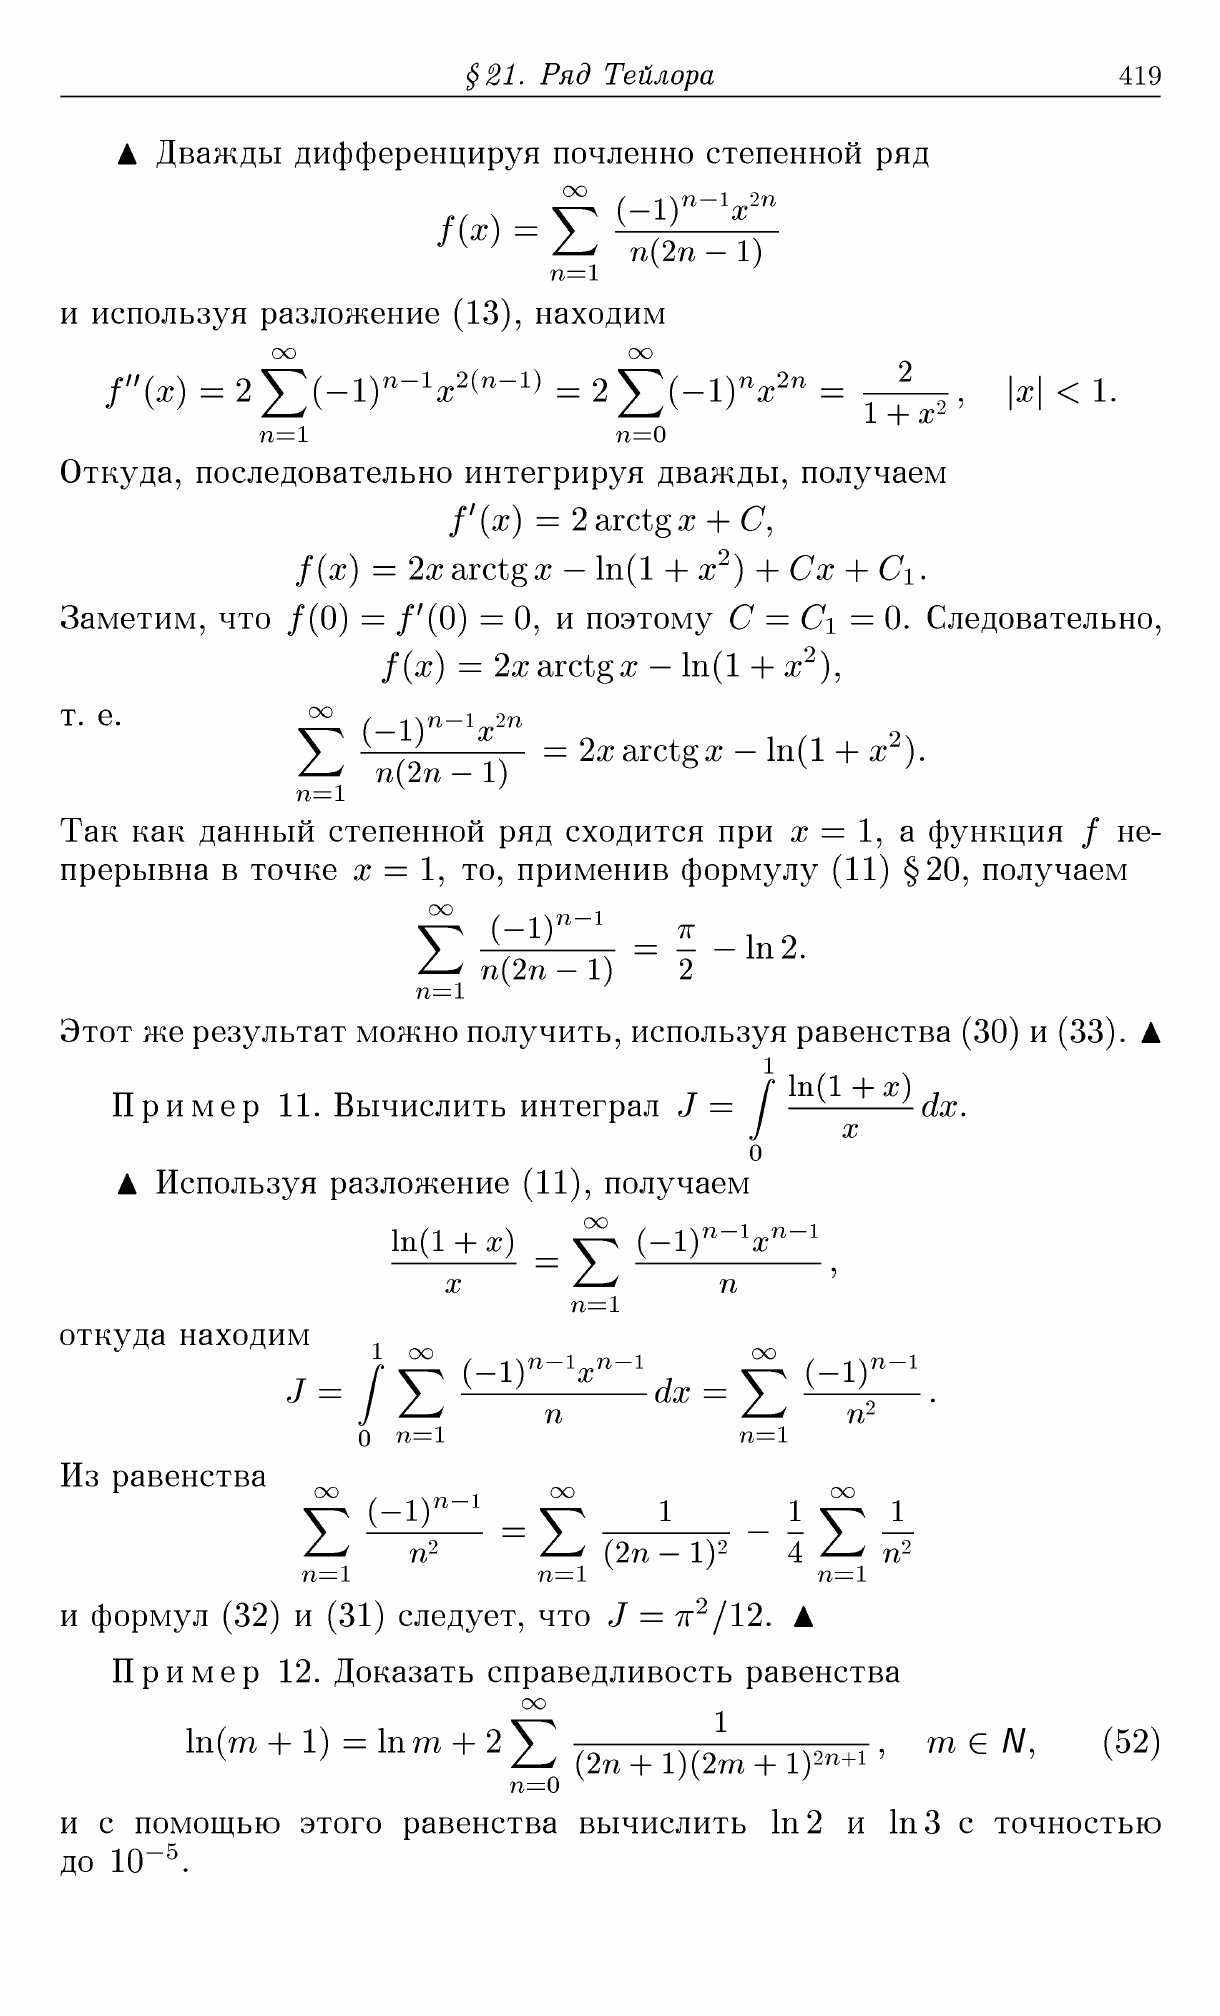 § 21. Ряд Тейлора 419
▲ Дважды дифференцируя почленно степенной ряд
$f(x) = \sum_{n=1}^{\infty} \frac{(-1)^{n-1}x^{2n}}{n(2n-1)}$
и используя разложение (13), находим
$f''(x) = 2\sum_{n=1}^{\infty}(-1)^{n-1}x^{2(n-1)} = 2\sum_{n=0}^{\infty}(-1)^n x^{2n} = \frac{2}{1+x^2}, \quad |x| < 1.$
Откуда, последовательно интегрируя дважды, получаем
$f'(x) = 2 \operatorname{arctg} x + C,$
$f(x) = 2x \operatorname{arctg} x - \ln(1+x^2) + Cx + C_1.$
Заметим, что $f(0) = f'(0) = 0$, и поэтому $C = C_1 = 0$. Следовательно,
$f(x) = 2x \operatorname{arctg} x - \ln(1+x^2),$
т. е.
$\sum_{n=1}^{\infty} \frac{(-1)^{n-1}x^{2n}}{n(2n-1)} = 2x \operatorname{arctg} x - \ln(1+x^2).$
Так как данный степенной ряд сходится при $x = 1$, а функция $f$ не-
прерывна в точке $x = 1$, то, применив формулу (11) § 20, получаем
$\sum_{n=1}^{\infty} \frac{(-1)^{n-1}}{n(2n-1)} = \frac{\pi}{2} - \ln 2.$
Этот же результат можно получить, используя равенства (30) и (33). ▲
Пример 11. Вычислить интеграл $J = \int_0^1 \frac{\ln(1+x)}{x} dx.$
▲ Используя разложение (11), получаем
$\frac{\ln(1+x)}{x} = \sum_{n=1}^{\infty} \frac{(-1)^{n-1}x^{n-1}}{n},$
откуда находим
$J = \int_0^1 \sum_{n=1}^{\infty} \frac{(-1)^{n-1}x^{n-1}}{n} dx = \sum_{n=1}^{\infty} \frac{(-1)^{n-1}}{n^2}.$
Из равенства
$\sum_{n=1}^{\infty} \frac{(-1)^{n-1}}{n^2} = \sum_{n=1}^{\infty} \frac{1}{(2n-1)^2} - \frac{1}{4}\sum_{n=1}^{\infty} \frac{1}{n^2}$
и формул (32) и (31) следует, что $J = \pi^2/12$. ▲
Пример 12. Доказать справедливость равенства
$\ln(m+1) = \ln m + 2\sum_{n=0}^{\infty} \frac{1}{(2n+1)(2m+1)^{2n+1}}, \quad m \in N, \quad (52)$
и с помощью этого равенства вычислить ln 2 и ln 3 с точностью
до $10^{-5}$.